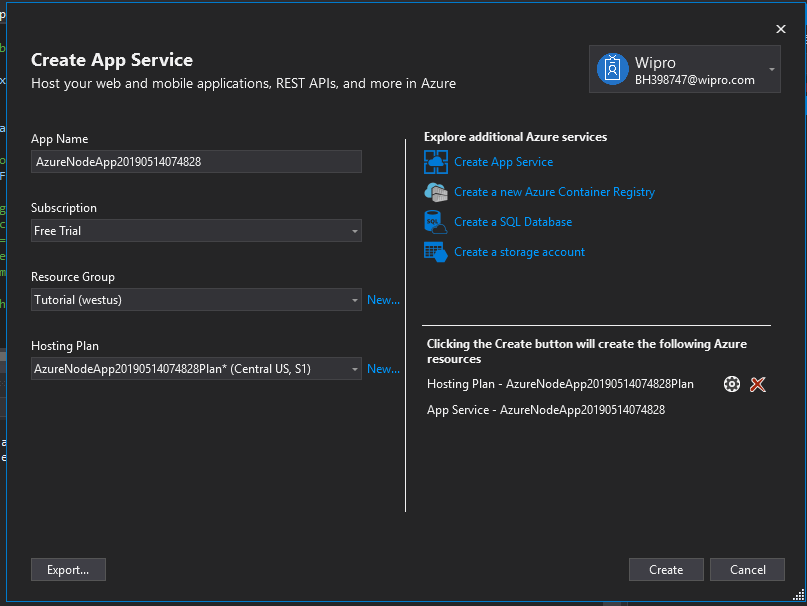 Create App Service
Host your web and mobile applications, REST APIs, and more in Azure
Wipro
BH398747@wipro.com
App Name
AzureNodeApp20190514074828
Subscription
Free Trial
Resource Group
Tutorial (westus)
New...
Hosting Plan
AzureNodeApp20190514074828Plan* (Central US, S1)
New...
Explore additional Azure services
Create App Service
Create a new Azure Container Registry
Create a SQL Database
Create a storage account
Clicking the Create button will create the following Azure
resources
Hosting Plan - AzureNodeApp20190514074828Plan
App Service - AzureNodeApp20190514074828
Export...
Create
Cancel